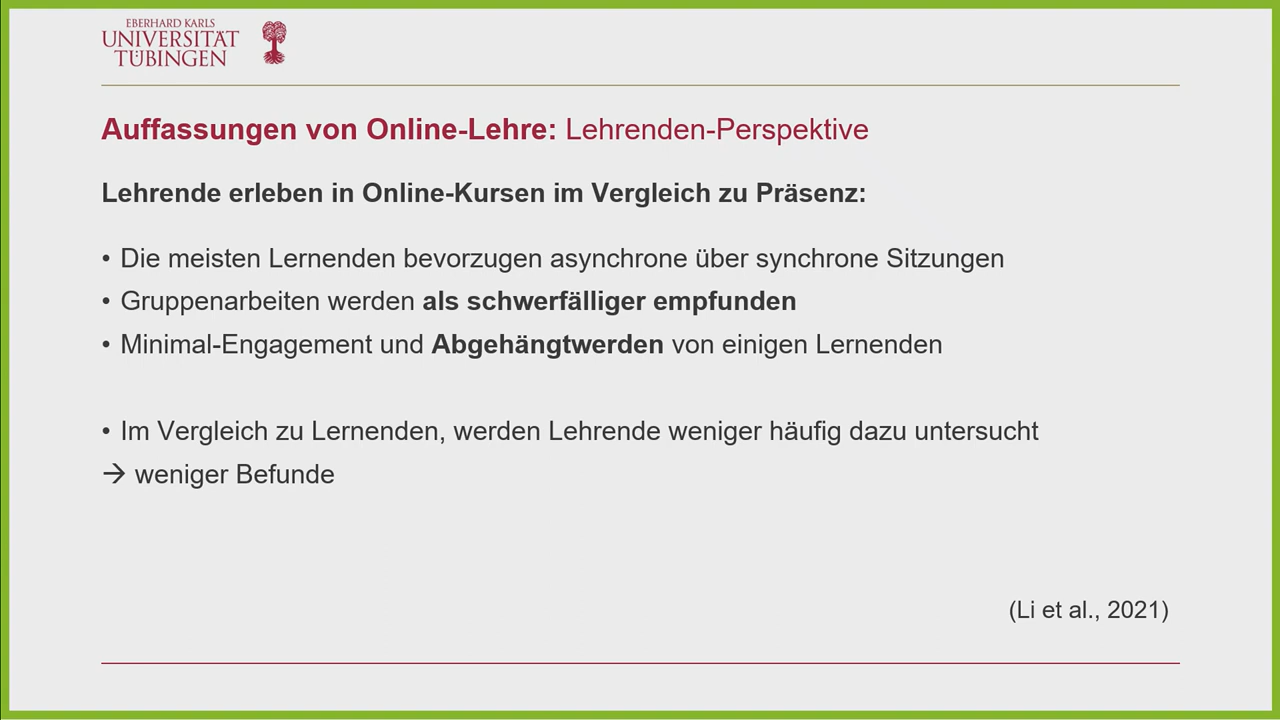 EBERHARD KARLS
UNIVERSITÄT
TÜBINGEN
Auffassungen von Online-Lehre: Lehrenden-Perspektive
Lehrende erleben in Online-Kursen im Vergleich zu Präsenz:
• Die meisten Lernenden bevorzugen asynchrone über synchrone Sitzungen
• Gruppenarbeiten werden als schwerfälliger empfunden
• Minimal-Engagement und Abgehängtwerden von einigen Lernenden
• Im Vergleich zu Lernenden, werden Lehrende weniger häufig dazu untersucht
→ weniger Befunde
(Li et al., 2021)